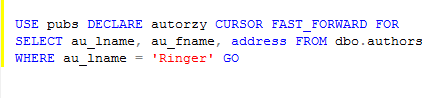 USE pubs DECLARE autorzy CURSOR FAST_FORWARD FOR
SELECT au_lname, au_fname, address FROM dbo.authors
WHERE au_lname = 'Ringer' GO